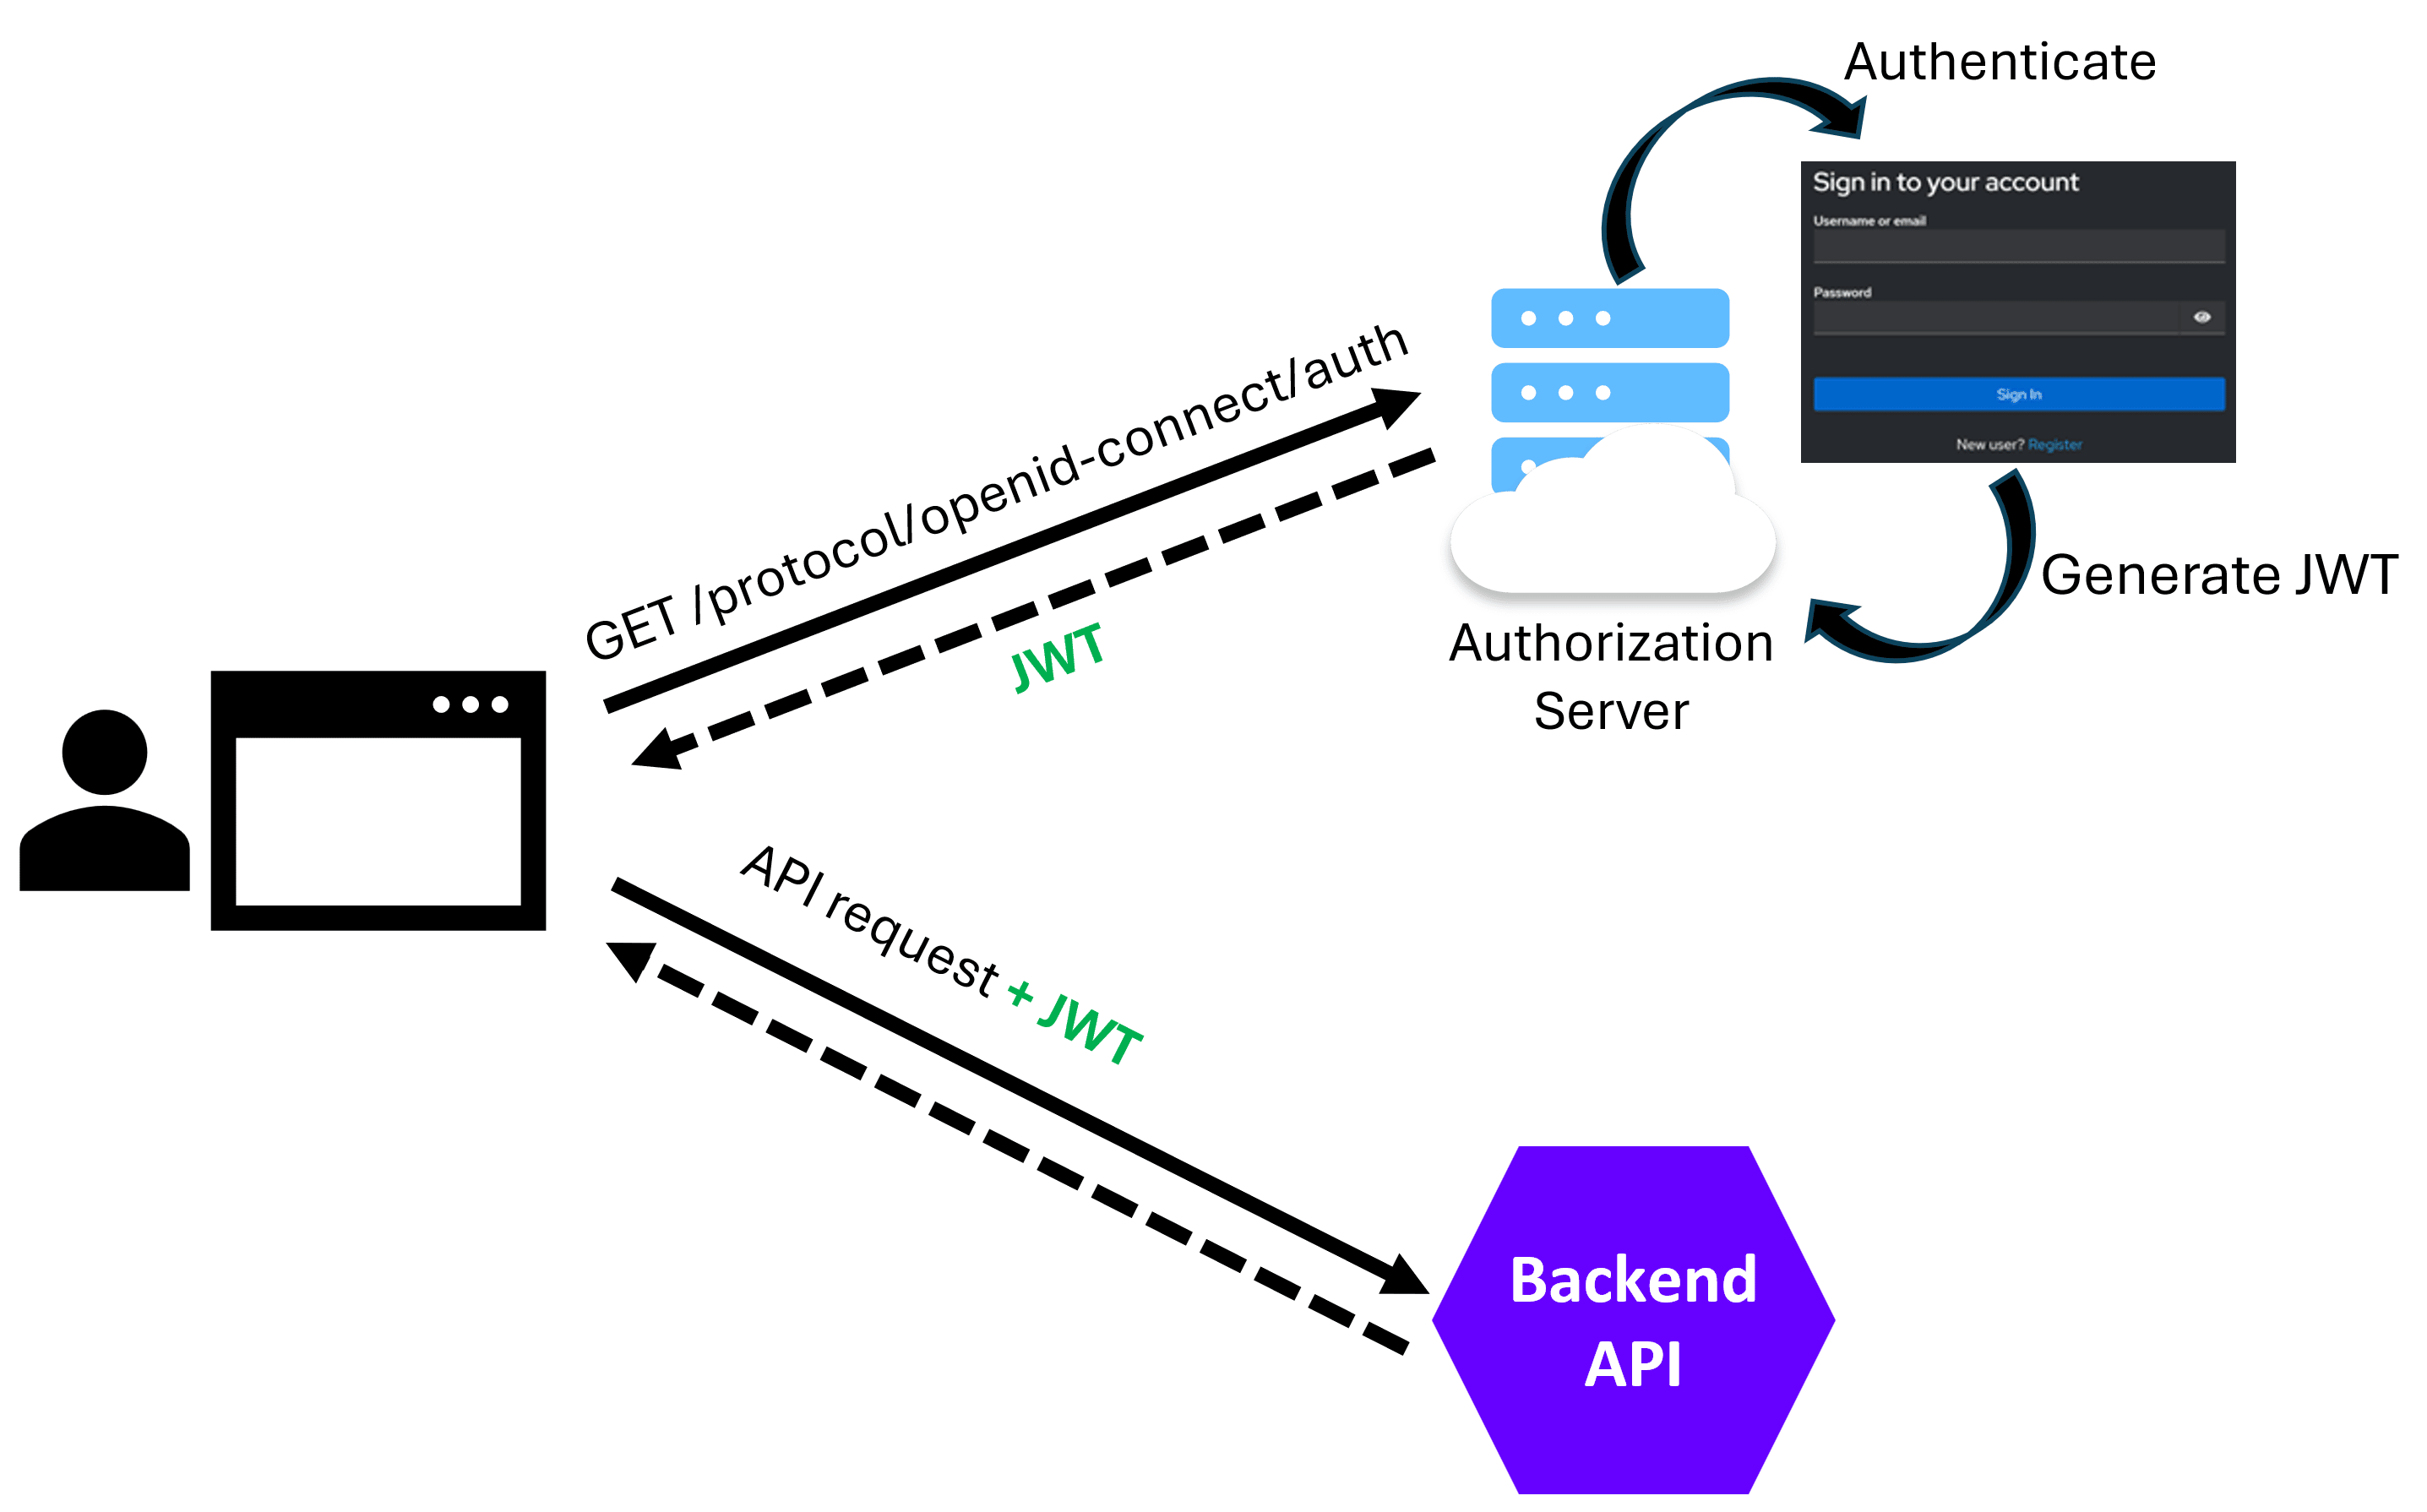 Authenticate
Sign in to your account
Username or email
Password
Sign In
New user? Register
GET /protocol/openid-connect/auth
JWT
Generate JWT
Authorization
Server
API request + JWT
Backend
API